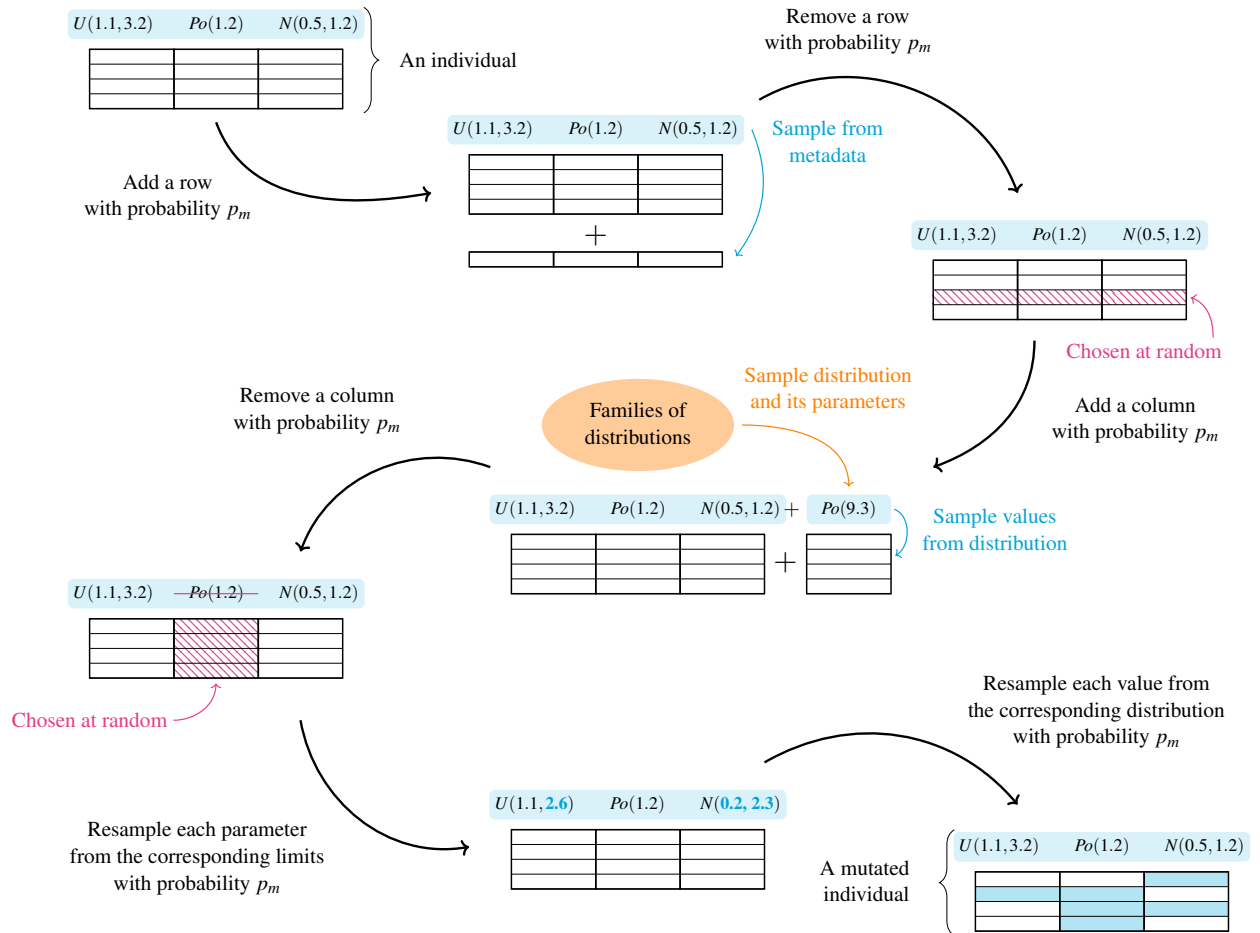 U(1.1,3.2) Po(1.2) N(0.5,1.2)
An individual
Add a row
with probability p_m
U(1.1,3.2) Po(1.2) N(0.5,1.2)
+
Sample from
metadata
Remove a row
with probability p_m
U(1.1,3.2) Po(1.2) N(0.5,1.2)
Chosen at random
Add a column
with probability p_m
Families of
distributions
Sample distribution
and its parameters
U(1.1,3.2) Po(1.2) N(0.5,1.2) + Po(9.3)
+
Sample values
from distribution
Remove a column
with probability p_m
U(1.1,3.2) Po(1.2) N(0.5,1.2)
Chosen at random
Resample each parameter
from the corresponding limits
with probability p_m
U(1.1,2.6) Po(1.2) N(0.2, 2.3)
Resample each value from
the corresponding distribution
with probability p_m
A mutated
individual
U(1.1,3.2) Po(1.2) N(0.5,1.2)